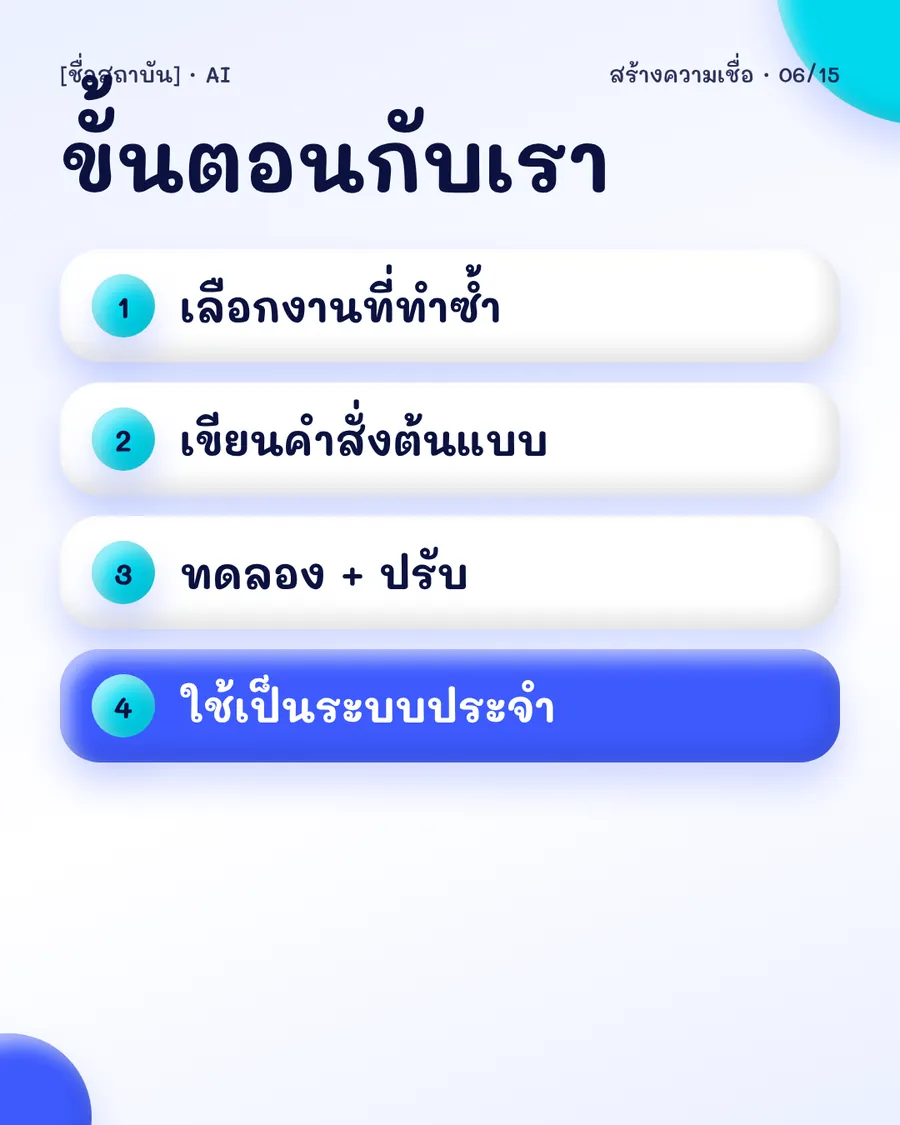 [ชื่อสถาบัน] · AI
สร้างความเชื่อ · 06/15
ขั้นตอนกับเรา
1 เลือกงานที่ทำซ้ำ
2 เขียนคำสั่งต้นแบบ
3 ทดลอง + ปรับ
4 ใช้เป็นระบบประจำ